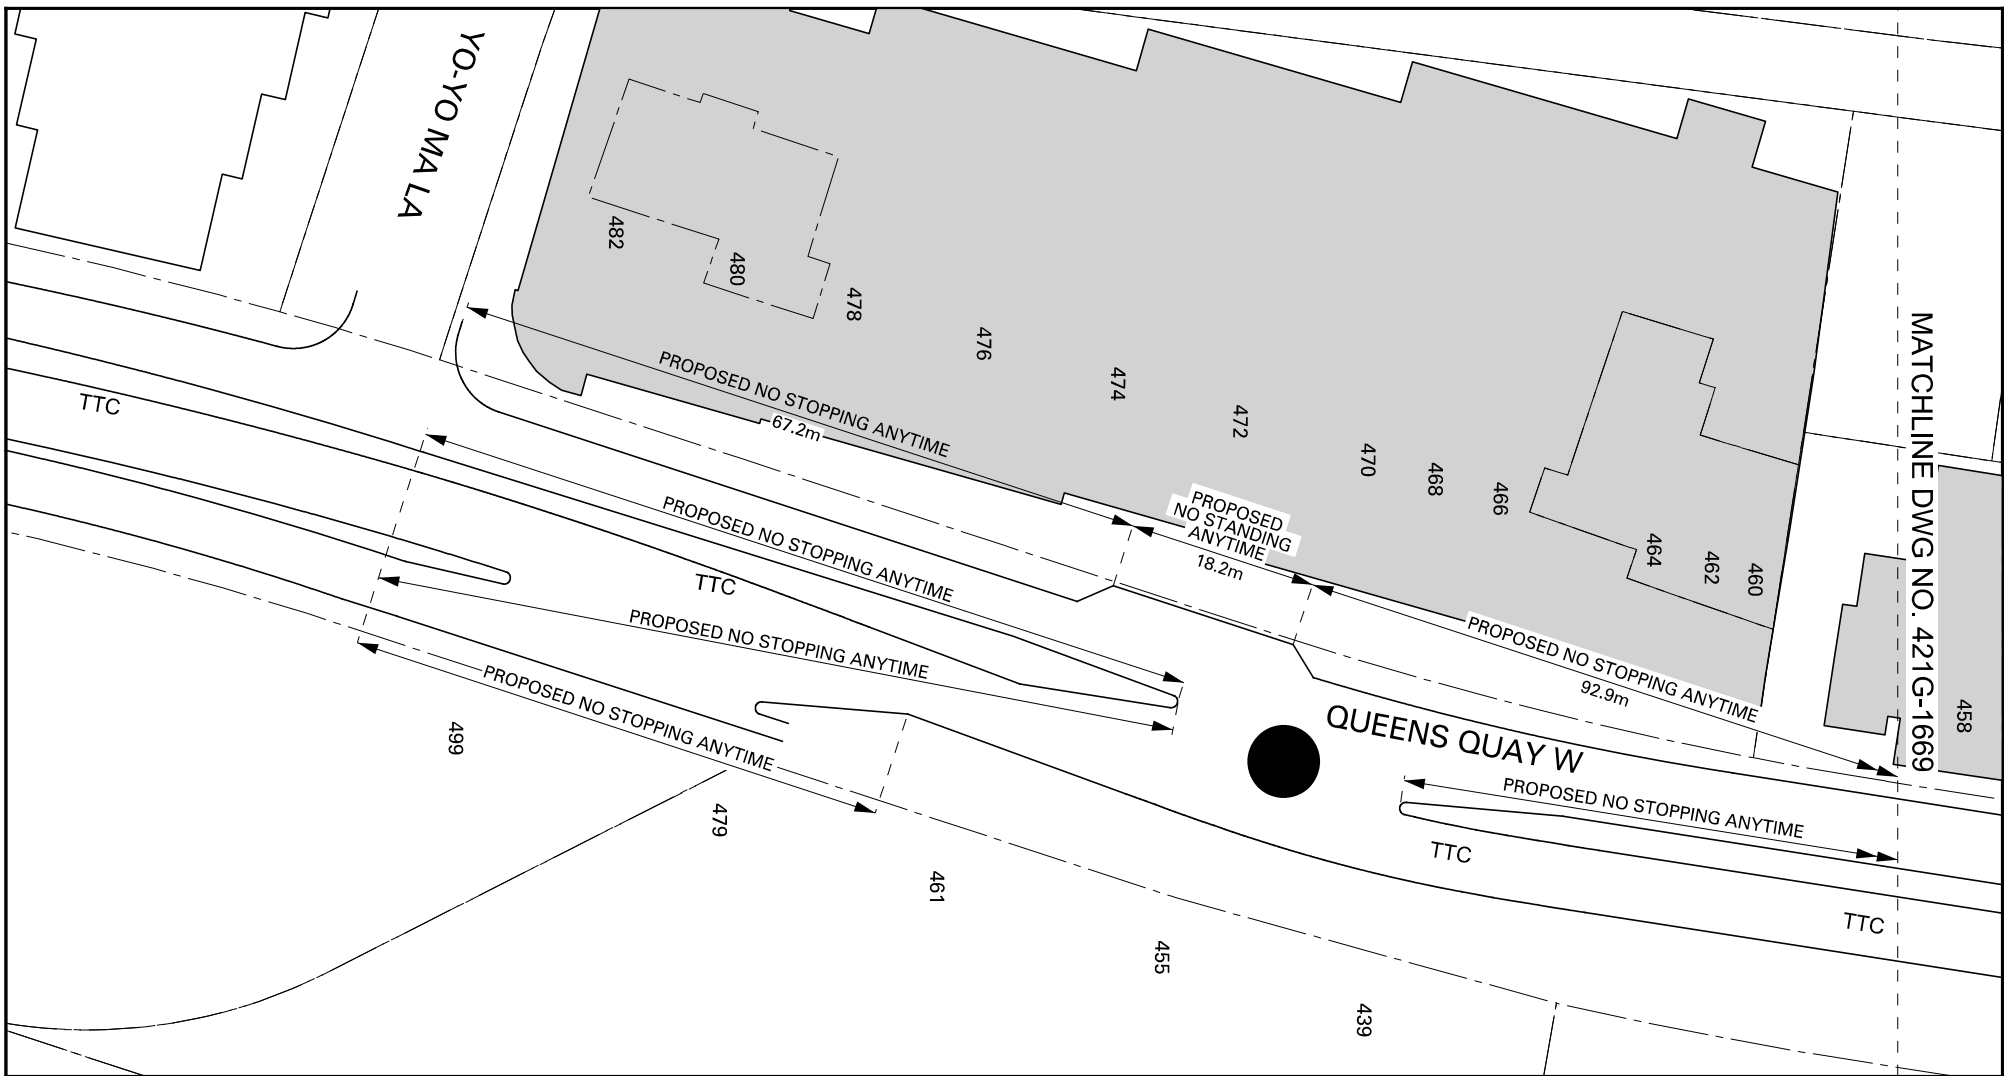 YO-YO MA LA
482
480
478
476
474
472
470
468
466
464
462
460
458
MATCHLINE DWG NO. 421G-1669
PROPOSED NO STOPPING ANYTIME
67.2m
TTC
PROPOSED NO STOPPING ANYTIME
PROPOSED
NO STANDING
ANYTIME
18.2m
TTC
PROPOSED NO STOPPING ANYTIME
PROPOSED NO STOPPING ANYTIME
92.9m
PROPOSED NO STOPPING ANYTIME
QUEENS QUAY W
PROPOSED NO STOPPING ANYTIME
TTC
TTC
499
479
461
455
439